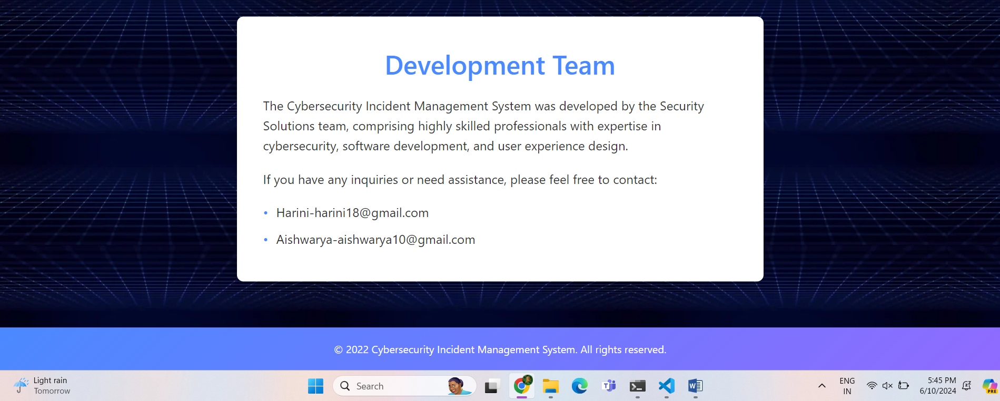 Development Team
The Cybersecurity Incident Management System was developed by the Security
Solutions team, comprising highly skilled professionals with expertise in
cybersecurity, software development, and user experience design.
If you have any inquiries or need assistance, please feel free to contact:
• Harini-harini18@gmail.com
• Aishwarya-aishwarya10@gmail.com
© 2022 Cybersecurity Incident Management System. All rights reserved.
Light rain
Tomorrow
Search
ENG
IN
5:45 PM
6/10/2024
PRE